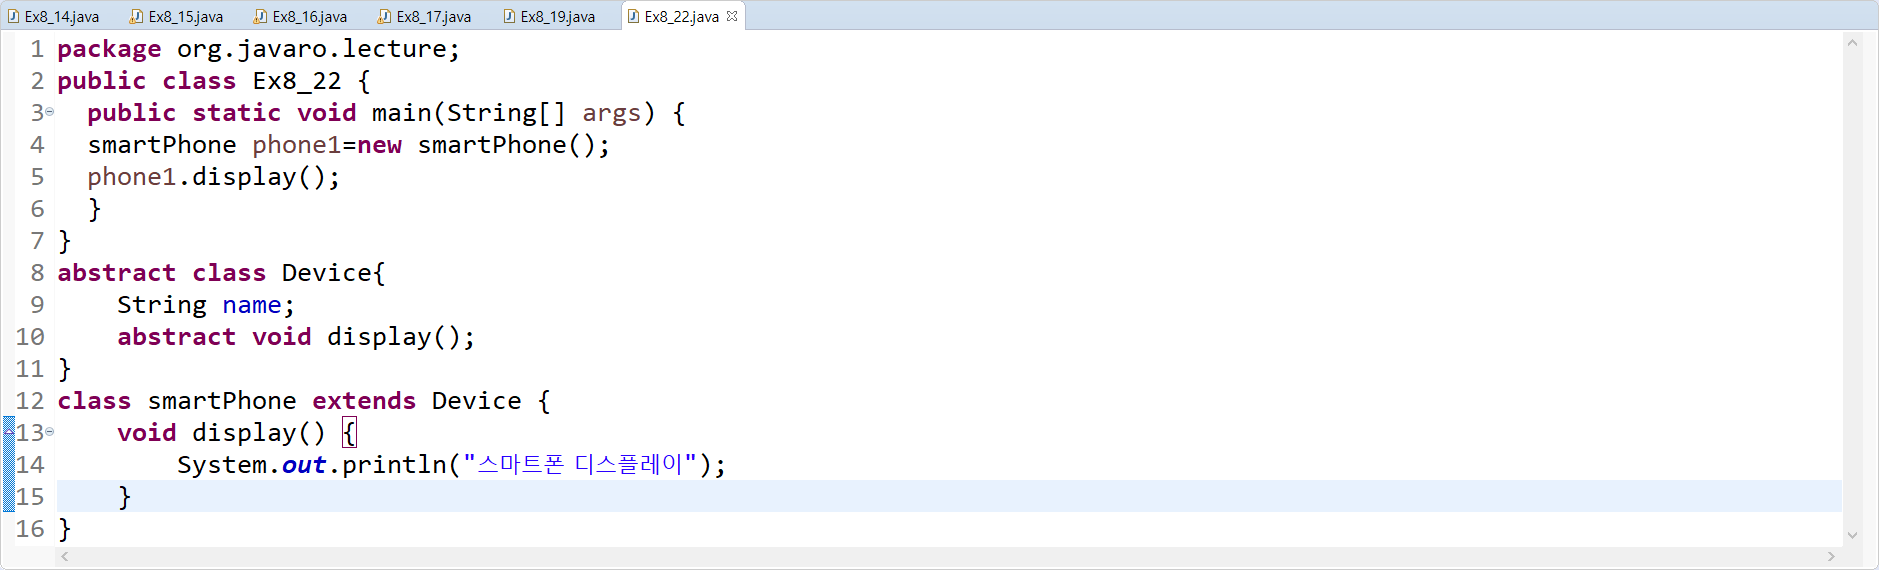 Ex8_14.java Ex8_15.java Ex8_16.java Ex8_17.java Ex8_19.java Ex8_22.java
1 package org.javaro.lecture;
2 public class Ex8_22 {
3 public static void main(String[] args) {
4 smartPhone phone1=new smartPhone();
5 phone1.display();
6 }
7 }
8 abstract class Device{
9 String name;
10 abstract void display();
11 }
12 class smartPhone extends Device {
13 void display() {
14 System.out.println("스마트폰 디스플레이");
15 }
16 }